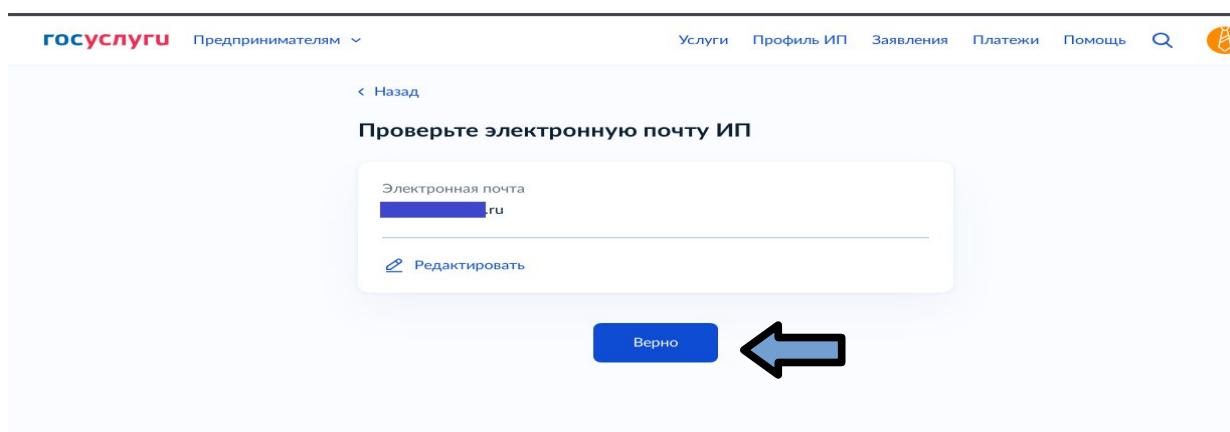 госуслуги Предпринимателям Услуги Профиль ИП Заявления Платежи Помощь
Назад
Проверьте электронную почту ИП
Электронная почта
.ru
Редактировать
Верно